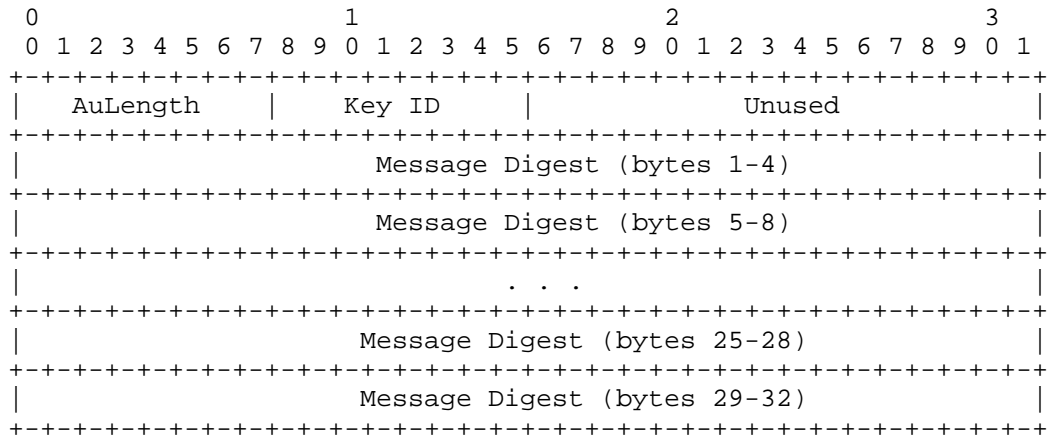 0                   1                   2                   3
 0 1 2 3 4 5 6 7 8 9 0 1 2 3 4 5 6 7 8 9 0 1 2 3 4 5 6 7 8 9 0 1
+-+-+-+-+-+-+-+-+-+-+-+-+-+-+-+-+-+-+-+-+-+-+-+-+-+-+-+-+-+-+-+-+
|   AuLength    |    Key ID     |             Unused            |
+-+-+-+-+-+-+-+-+-+-+-+-+-+-+-+-+-+-+-+-+-+-+-+-+-+-+-+-+-+-+-+-+
|                      Message Digest (bytes 1-4)               |
+-+-+-+-+-+-+-+-+-+-+-+-+-+-+-+-+-+-+-+-+-+-+-+-+-+-+-+-+-+-+-+-+
|                      Message Digest (bytes 5-8)               |
+-+-+-+-+-+-+-+-+-+-+-+-+-+-+-+-+-+-+-+-+-+-+-+-+-+-+-+-+-+-+-+-+
|                              . . .                            |
+-+-+-+-+-+-+-+-+-+-+-+-+-+-+-+-+-+-+-+-+-+-+-+-+-+-+-+-+-+-+-+-+
|                     Message Digest (bytes 25-28)              |
+-+-+-+-+-+-+-+-+-+-+-+-+-+-+-+-+-+-+-+-+-+-+-+-+-+-+-+-+-+-+-+-+
|                     Message Digest (bytes 29-32)              |
+-+-+-+-+-+-+-+-+-+-+-+-+-+-+-+-+-+-+-+-+-+-+-+-+-+-+-+-+-+-+-+-+